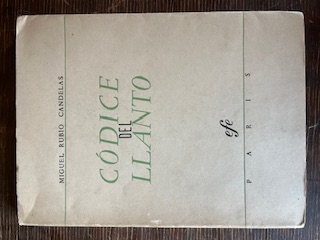 MIGUEL RUBIO CANDELAS
CÓDICE
DEL
LLANTO
efe
PARIS